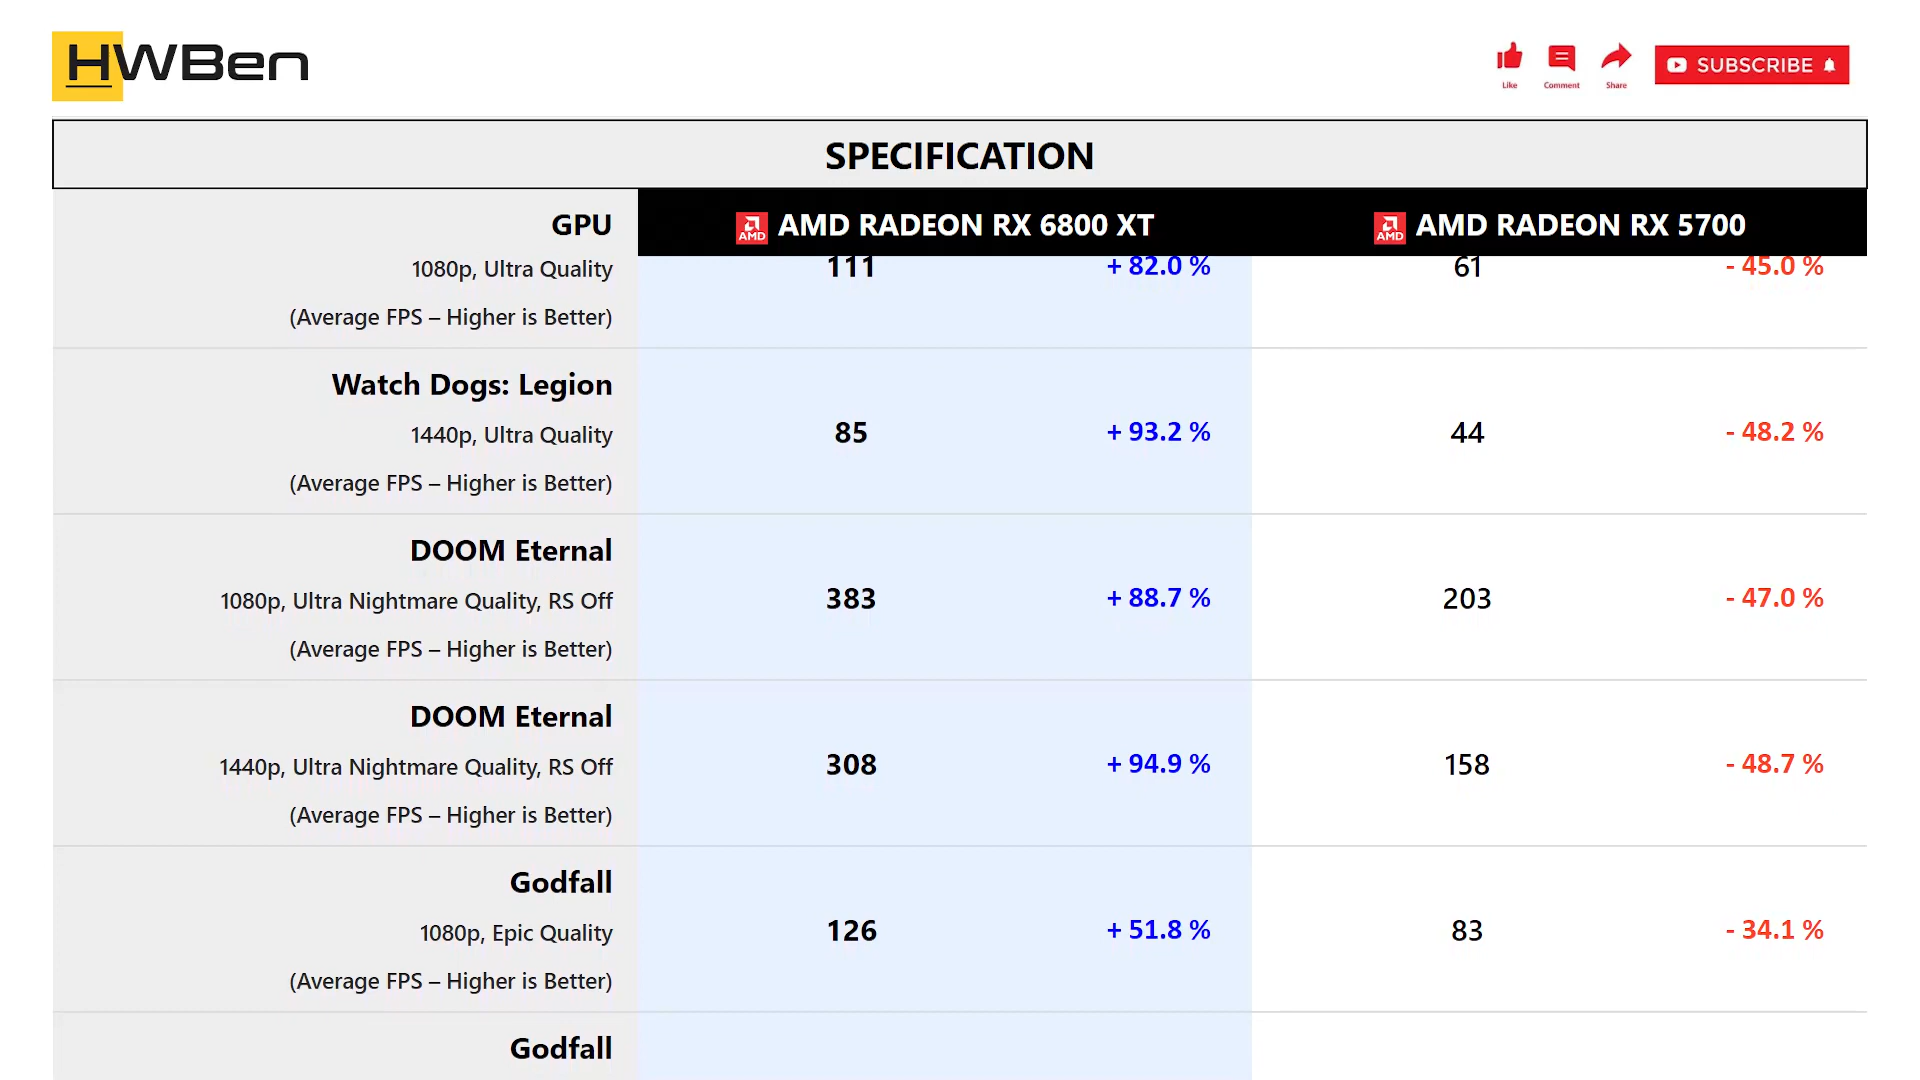 HWBen
Like
Comment
Share
SUBSCRIBE
SPECIFICATION
GPU
AMD
AMD RADEON RX 6800 XT
AMD
AMD RADEON RX 5700
1080p, Ultra Quality
111
+ 82.0 %
61
- 45.0 %
(Average FPS – Higher is Better)
Watch Dogs: Legion
1440p, Ultra Quality
85
+ 93.2 %
44
- 48.2 %
(Average FPS – Higher is Better)
DOOM Eternal
1080p, Ultra Nightmare Quality, RS Off
383
+ 88.7 %
203
- 47.0 %
(Average FPS – Higher is Better)
DOOM Eternal
1440p, Ultra Nightmare Quality, RS Off
308
+ 94.9 %
158
- 48.7 %
(Average FPS – Higher is Better)
Godfall
1080p, Epic Quality
126
+ 51.8 %
83
- 34.1 %
(Average FPS – Higher is Better)
Godfall